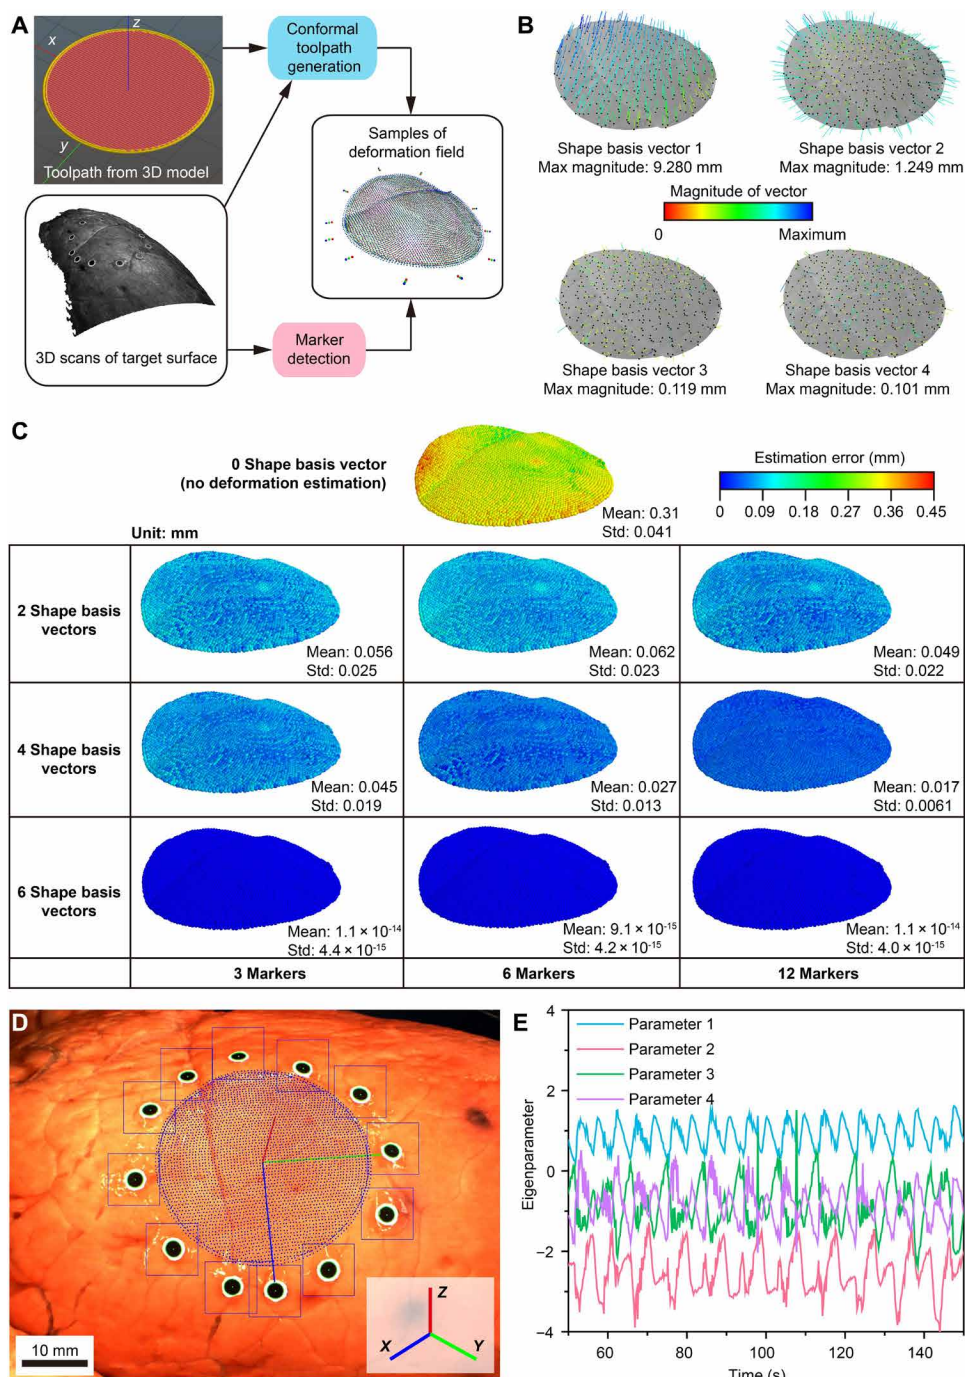 A
z
x
y
Toolpath from 3D model
Conformal
toolpath
generation
Samples of
deformation field
3D scans of target surface
Marker
detection
B
Shape basis vector 1
Max magnitude: 9.280 mm
Shape basis vector 2
Max magnitude: 1.249 mm
Magnitude of vector
0
Maximum
Shape basis vector 3
Max magnitude: 0.119 mm
Shape basis vector 4
Max magnitude: 0.101 mm
C
0 Shape basis vector
(no deformation estimation)
Mean: 0.31
Std: 0.041
Estimation error (mm)
0 0.09 0.18 0.27 0.36 0.45
Unit: mm
2 Shape basis
vectors
Mean: 0.056
Std: 0.025
Mean: 0.062
Std: 0.023
Mean: 0.049
Std: 0.022
4 Shape basis
vectors
Mean: 0.045
Std: 0.019
Mean: 0.027
Std: 0.013
Mean: 0.017
Std: 0.0061
6 Shape basis
vectors
Mean: 1.1 × 10⁻¹⁴
Std: 4.4 × 10⁻¹⁵
Mean: 9.1 × 10⁻¹⁵
Std: 4.2 × 10⁻¹⁵
Mean: 1.1 × 10⁻¹⁴
Std: 4.0 × 10⁻¹⁵
3 Markers
6 Markers
12 Markers
D
10 mm
Z
X
Y
E
Parameter 1
Parameter 2
Parameter 3
Parameter 4
Eigenparameter
4
2
0
−2
−4
60 80 100 120 140
Time (s)